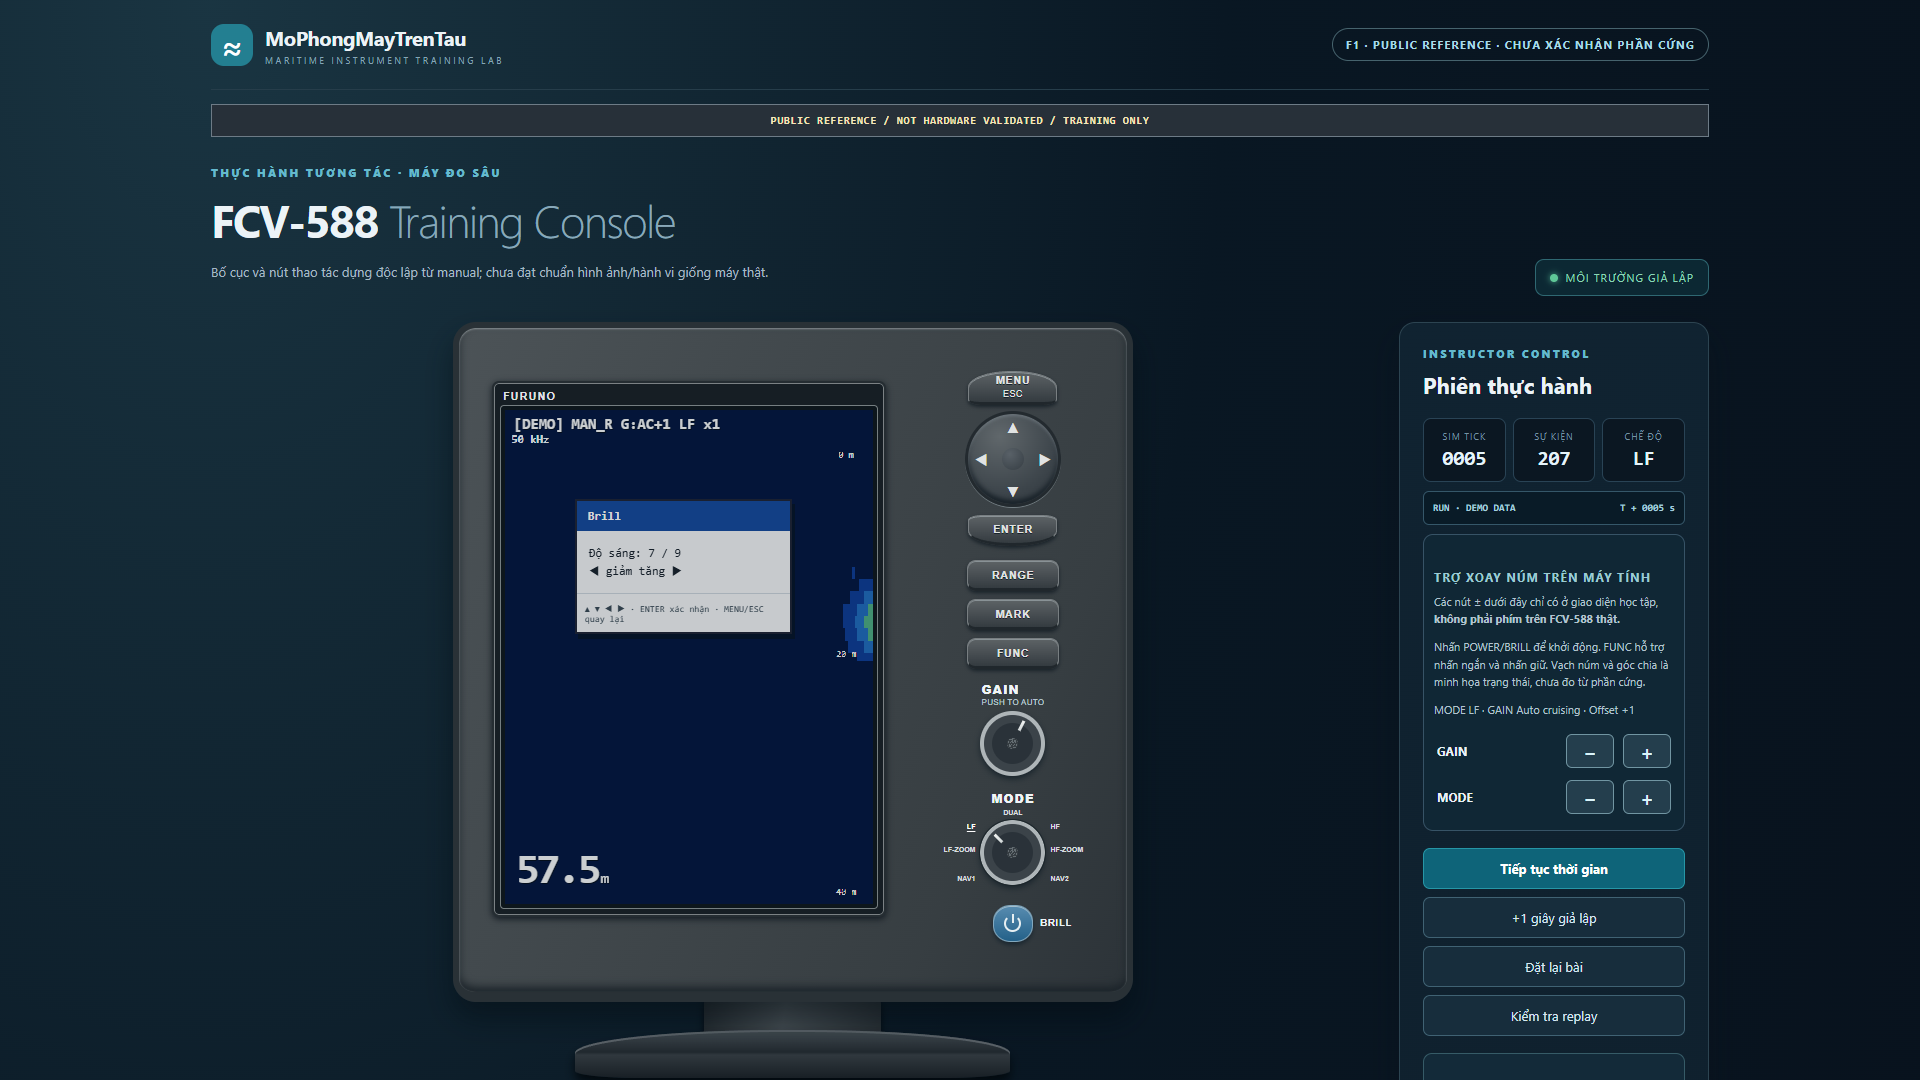 MoPhongMayTrenTau
MARITIME INSTRUMENT TRAINING LAB
F1 · PUBLIC REFERENCE · CHƯA XÁC NHẬN PHẦN CỨNG
PUBLIC REFERENCE / NOT HARDWARE VALIDATED / TRAINING ONLY
THỰC HÀNH TƯƠNG TÁC · MÁY ĐO SÂU
FCV-588 Training Console
Bố cục và nút thao tác dựng độc lập từ manual; chưa đạt chuẩn hình ảnh/hành vi giống máy thật.
MÔI TRƯỜNG GIẢ LẬP
FURUNO
[DEMO] MAN_R G:AC+1 LF x1
50 kHz
0 m
Brill
Độ sáng: 7 / 9
◀ giảm tăng ▶
▲ ▼ ◀ ▶ · ENTER xác nhận · MENU/ESC
quay lại
20 m
57.5m
40 m
MENU
ESC
▲
◀ ▶
▼
ENTER
RANGE
MARK
FUNC
GAIN
PUSH TO AUTO
MODE
DUAL
LF HF
LF-ZOOM HF-ZOOM
NAV1 NAV2
BRILL
INSTRUCTOR CONTROL
Phiên thực hành
SIM TICK
0005
SỰ KIỆN
207
CHẾ ĐỘ
LF
RUN · DEMO DATA T + 0005 s
TRỢ XOAY NÚM TRÊN MÁY TÍNH
Các nút ± dưới đây chỉ có ở giao diện học tập,
không phải phím trên FCV-588 thật.
Nhấn POWER/BRILL để khởi động. FUNC hỗ trợ
nhấn ngắn và nhấn giữ. Vạch núm và góc chia là
minh họa trạng thái, chưa đo từ phần cứng.
MODE LF · GAIN Auto cruising · Offset +1
GAIN − +
MODE − +
Tiếp tục thời gian
+1 giây giả lập
Đặt lại bài
Kiểm tra replay